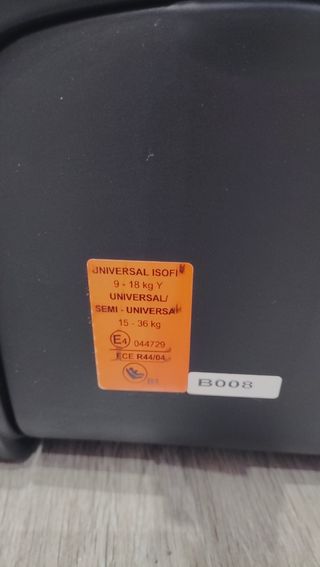 UNIVERSAL ISOFI
9 - 18 kg Y
UNIVERSAL/
SEMI - UNIVERSAL
15 - 36 kg
E4 044729
ECE R44/04
B008